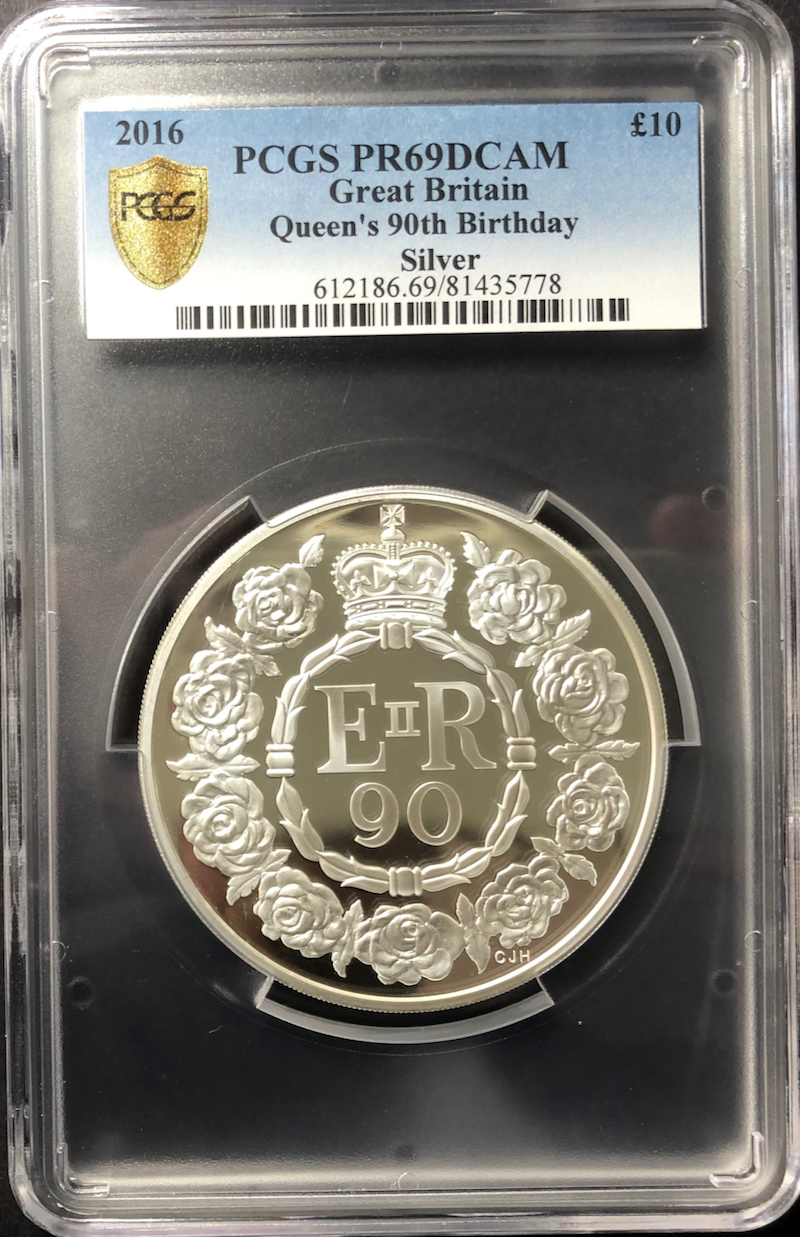 2016
£10
PCGS PR69DCAM
PCGS
Great Britain
Queen's 90th Birthday
Silver
612186.69/81435778
E II R
90
CJH